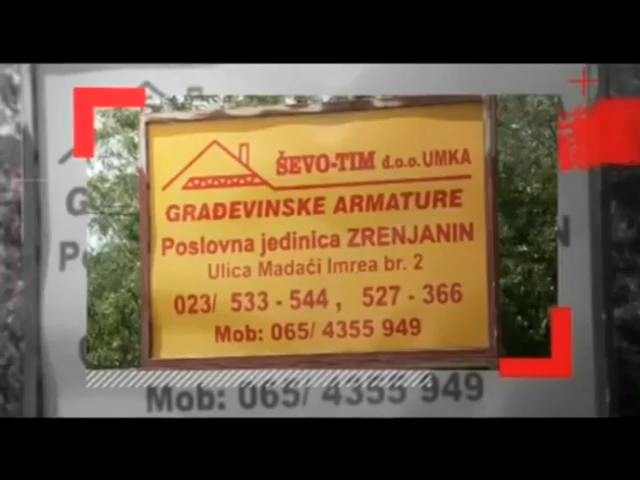 ŠEVO-TIM d.o.o. UMKA
GRAĐEVINSKE ARMATURE
Poslovna jedinica ZRENJANIN
Ulica Madači Imrea br. 2
023/ 533 - 544 , 527 - 366
Mob: 065/ 4355 949
Mob: 065/ 4355 949